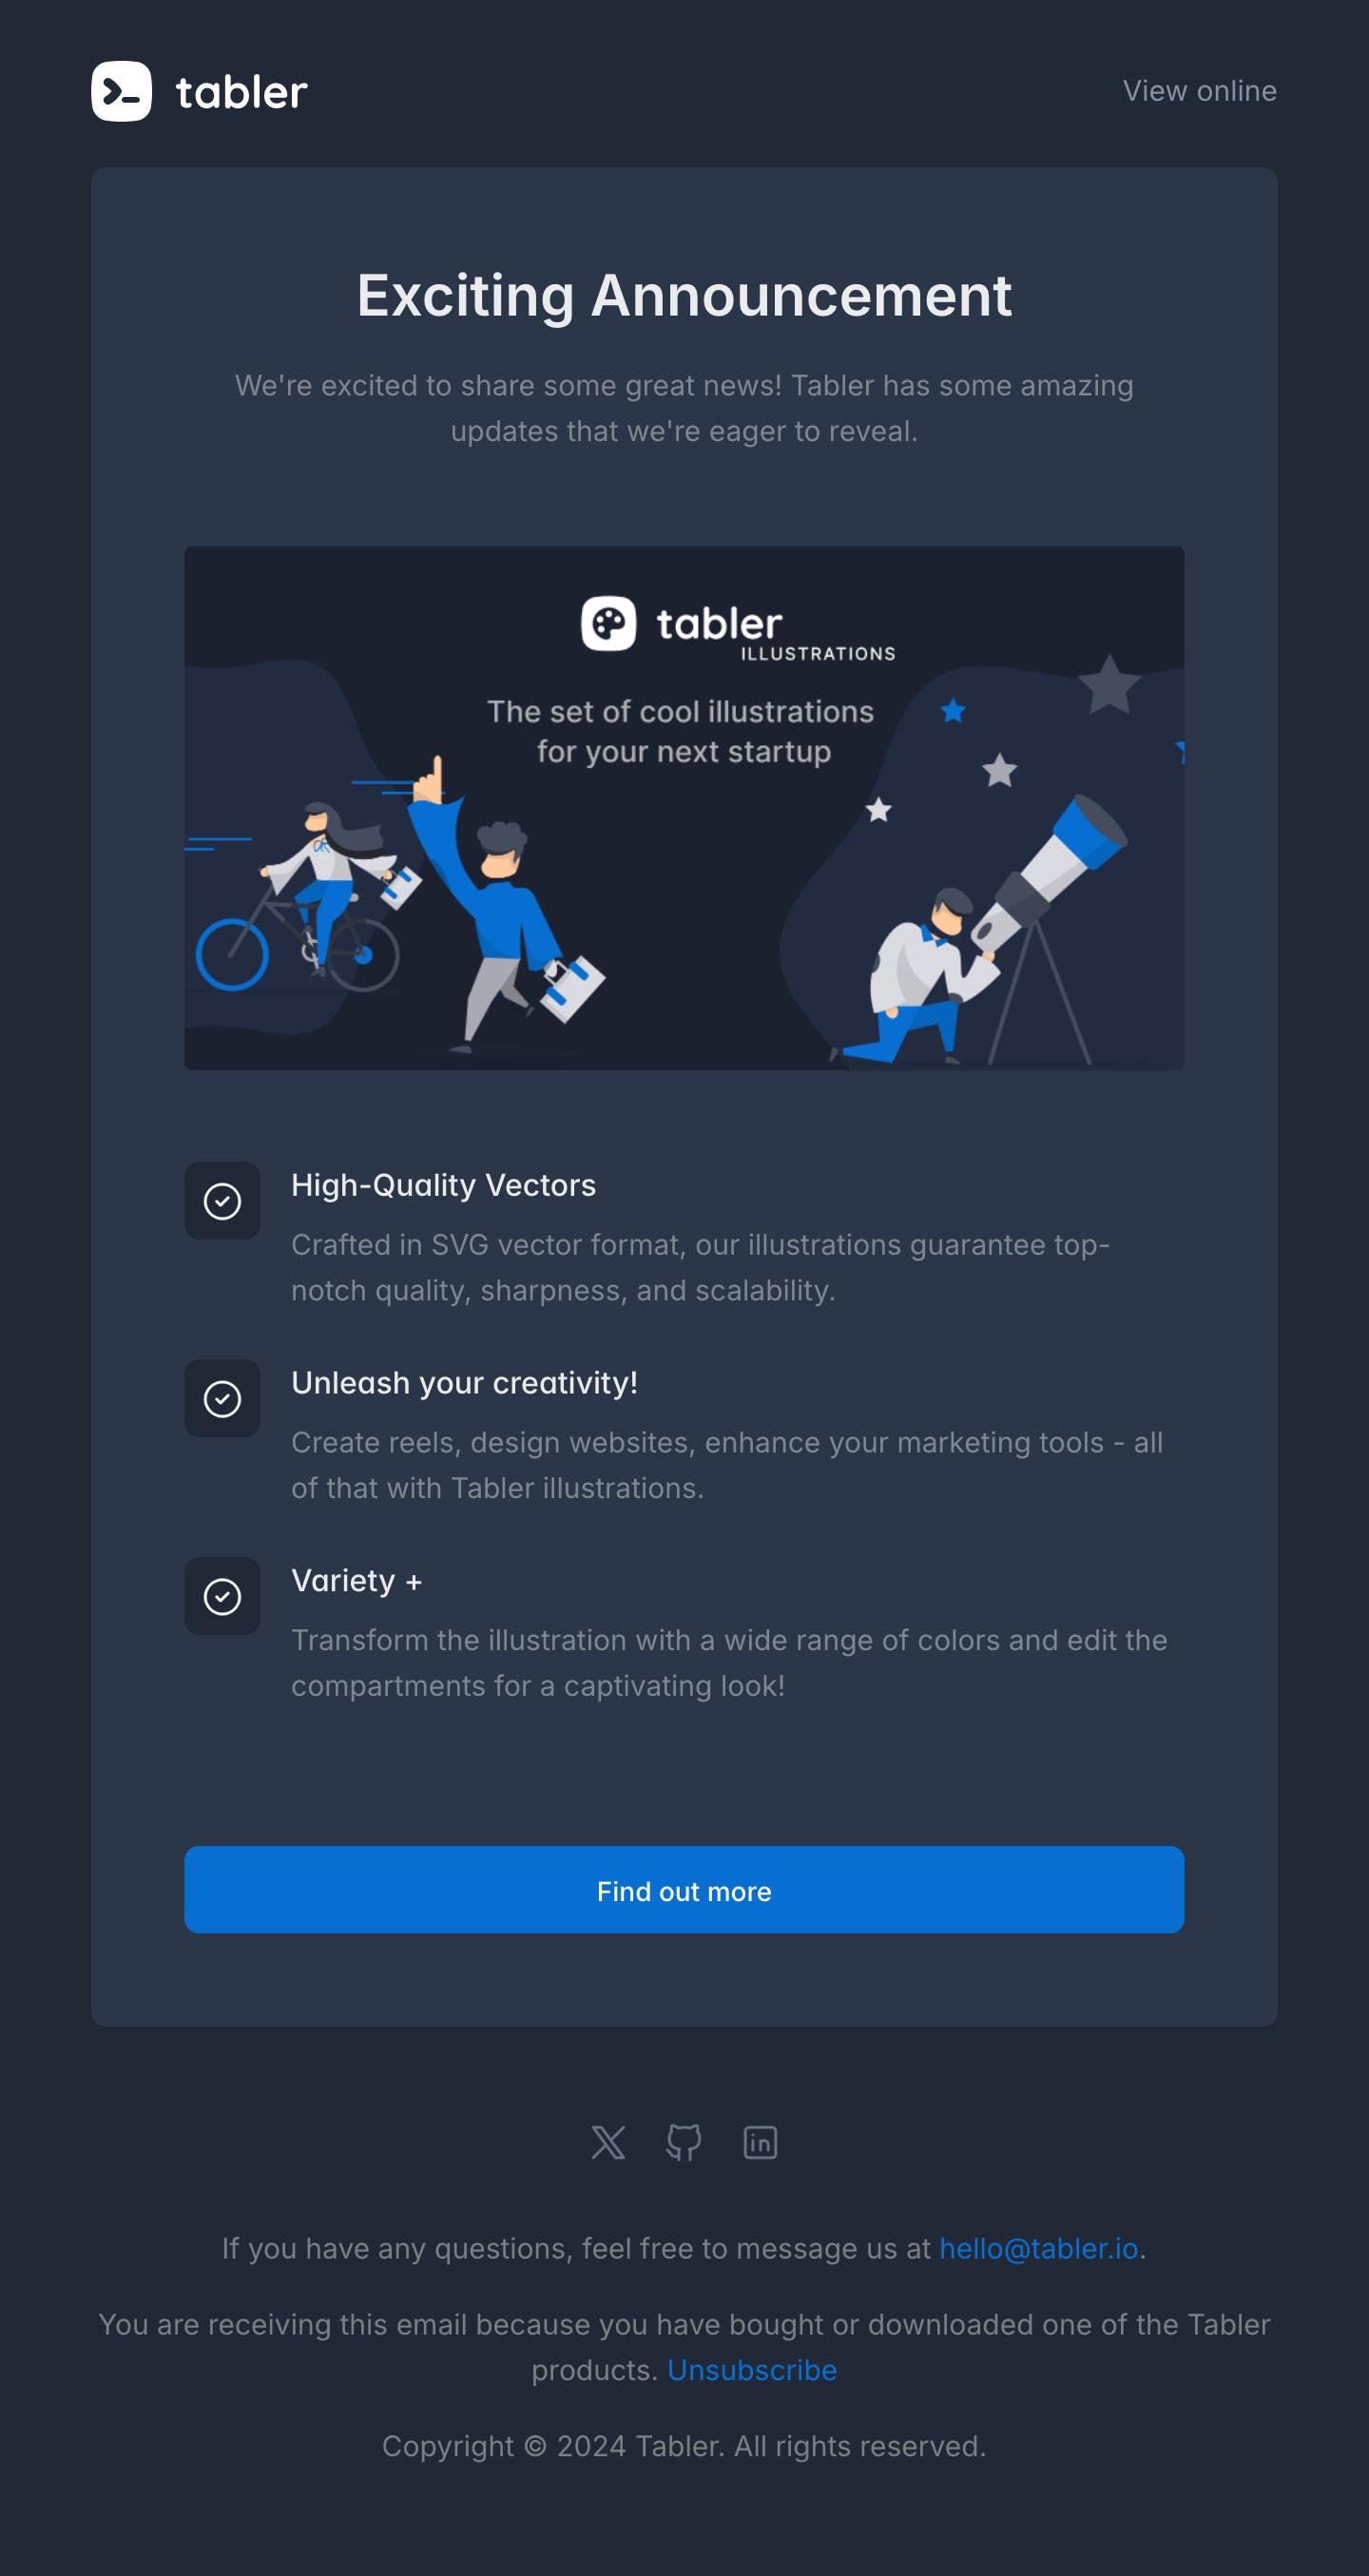 tabler
View online
Exciting Announcement
We're excited to share some great news! Tabler has some amazing
updates that we're eager to reveal.
tabler
ILLUSTRATIONS
The set of cool illustrations
for your next startup
High-Quality Vectors
Crafted in SVG vector format, our illustrations guarantee top-
notch quality, sharpness, and scalability.
Unleash your creativity!
Create reels, design websites, enhance your marketing tools - all
of that with Tabler illustrations.
Variety +
Transform the illustration with a wide range of colors and edit the
compartments for a captivating look!
Find out more
If you have any questions, feel free to message us at hello@tabler.io.
You are receiving this email because you have bought or downloaded one of the Tabler
products. Unsubscribe
Copyright © 2024 Tabler. All rights reserved.